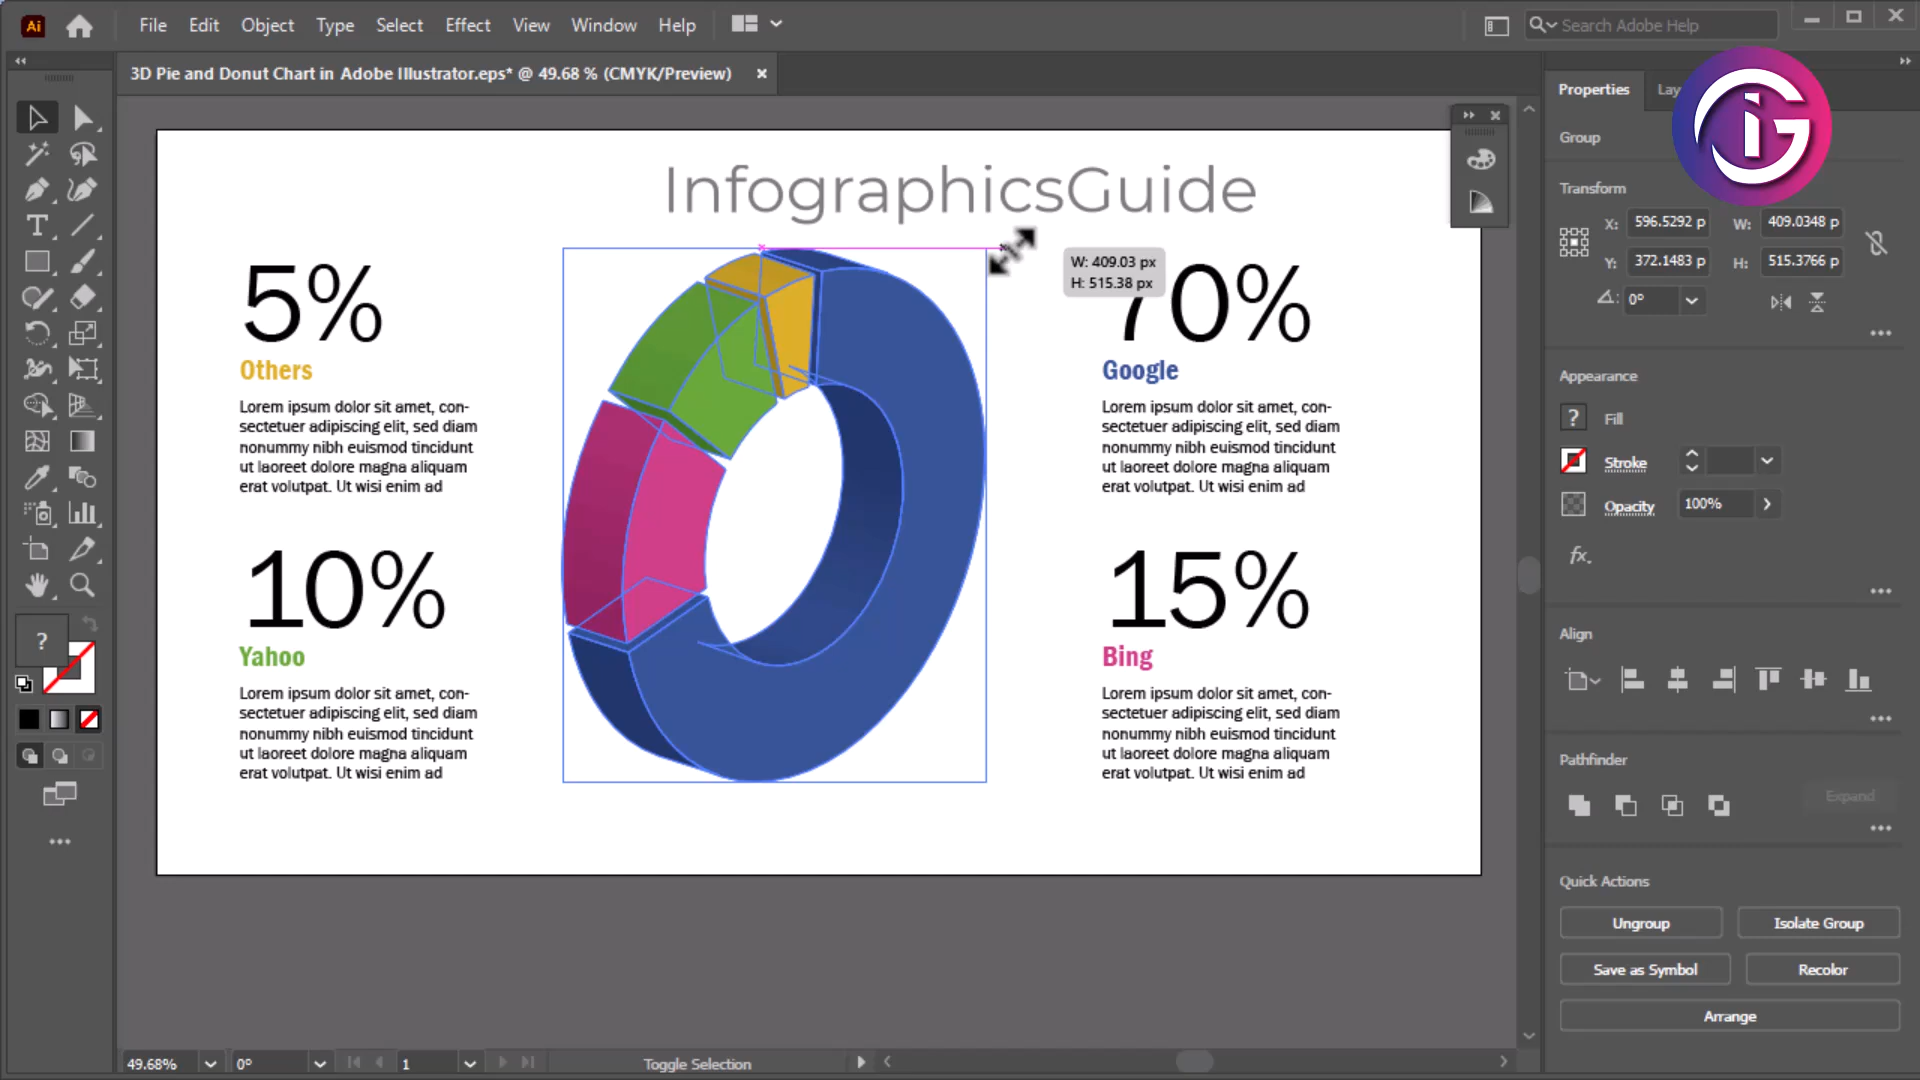 Ai
File Edit Object Type Select Effect View Window Help
Search Adobe Help
3D Pie and Donut Chart in Adobe Illustrator.eps* @ 49.68 % (CMYK/Preview)
InfographicsGuide
5%
Others
Lorem ipsum dolor sit amet, con-
sectetuer adipiscing elit, sed diam
nonummy nibh euismod tincidunt
ut laoreet dolore magna aliquam
erat volutpat. Ut wisi enim ad
10%
Yahoo
Lorem ipsum dolor sit amet, con-
sectetuer adipiscing elit, sed diam
nonummy nibh euismod tincidunt
ut laoreet dolore magna aliquam
erat volutpat. Ut wisi enim ad
W: 409.03 px
H: 515.38 px
70%
Google
Lorem ipsum dolor sit amet, con-
sectetuer adipiscing elit, sed diam
nonummy nibh euismod tincidunt
ut laoreet dolore magna aliquam
erat volutpat. Ut wisi enim ad
15%
Bing
Lorem ipsum dolor sit amet, con-
sectetuer adipiscing elit, sed diam
nonummy nibh euismod tincidunt
ut laoreet dolore magna aliquam
erat volutpat. Ut wisi enim ad
Properties Lay
iG
Group
Transform
X: 596.5292 p W: 409.0348 p
Y: 372.1483 p H: 515.3766 p
0°
Appearance
? Fill
Stroke
Opacity 100%
fx.
Align
Pathfinder
Expand
Quick Actions
Ungroup Isolate Group
Save as Symbol Recolor
Arrange
?
49.68% 0° 1 Toggle Selection